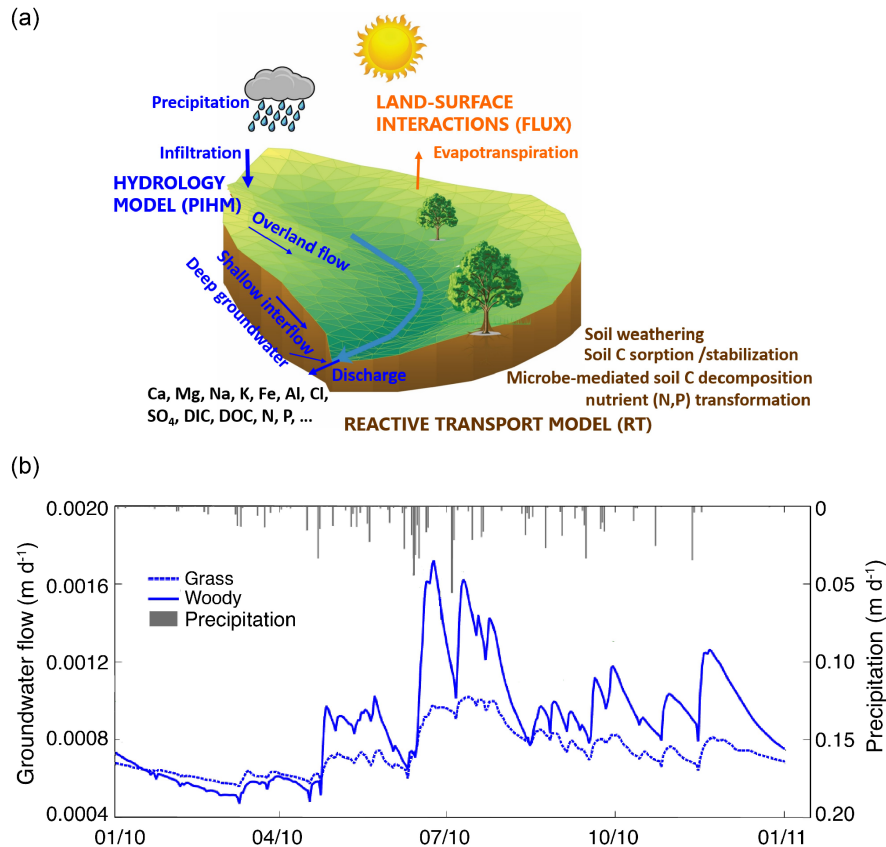 (a)
Precipitation
LAND-SURFACE
INTERACTIONS (FLUX)
Infiltration
Evapotranspiration
HYDROLOGY
MODEL (PIHM)
Overland flow
Shallow interflow
Deep groundwater
Discharge
Soil weathering
Soil C sorption /stabilization
Microbe-mediated soil C decomposition
nutrient (N,P) transformation
Ca, Mg, Na, K, Fe, Al, Cl,
SO₄, DIC, DOC, N, P, ...
REACTIVE TRANSPORT MODEL (RT)
(b)
Groundwater flow (m d⁻¹)
0.0020
0.0016
0.0012
0.0008
0.0004
Grass
Woody
Precipitation
0
0.05
0.10
0.15
0.20
Precipitation (m d⁻¹)
01/10
04/10
07/10
10/10
01/11